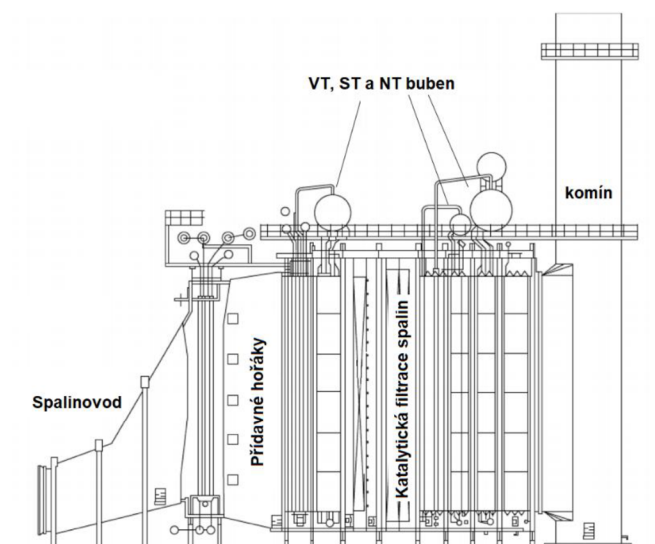 VT, ST a NT buben
komín
Spalinovod
Přídavné hořáky
Katalytická filtrace spalin